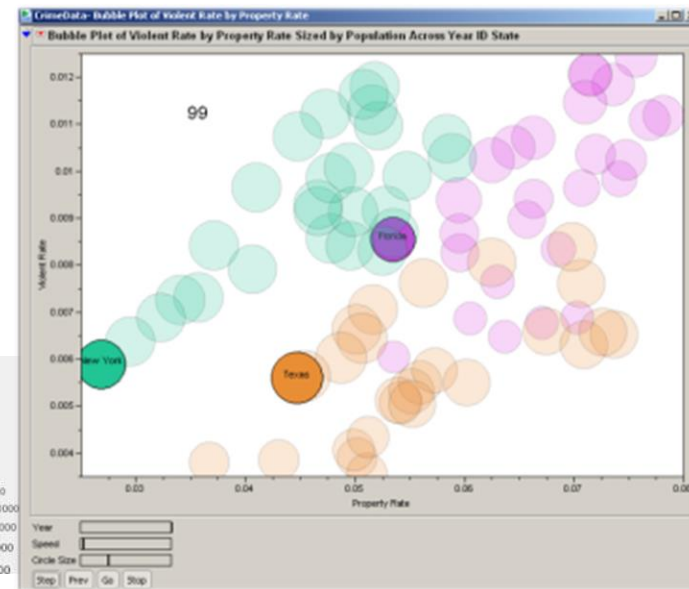 CrimeData- Bubble Plot of Violent Rate by Property Rate
Bubble Plot of Violent Rate by Property Rate Sized by Population Across Year ID State
99
0.012
0.011
0.01
0.009
0.008
0.007
0.006
0.005
0.004
Violent Rate
Florida
New York
Texas
0.03
0.04
0.05
0.06
0.07
Property Rate
Year
Speed
Circle Size
Step Prev Go Stop